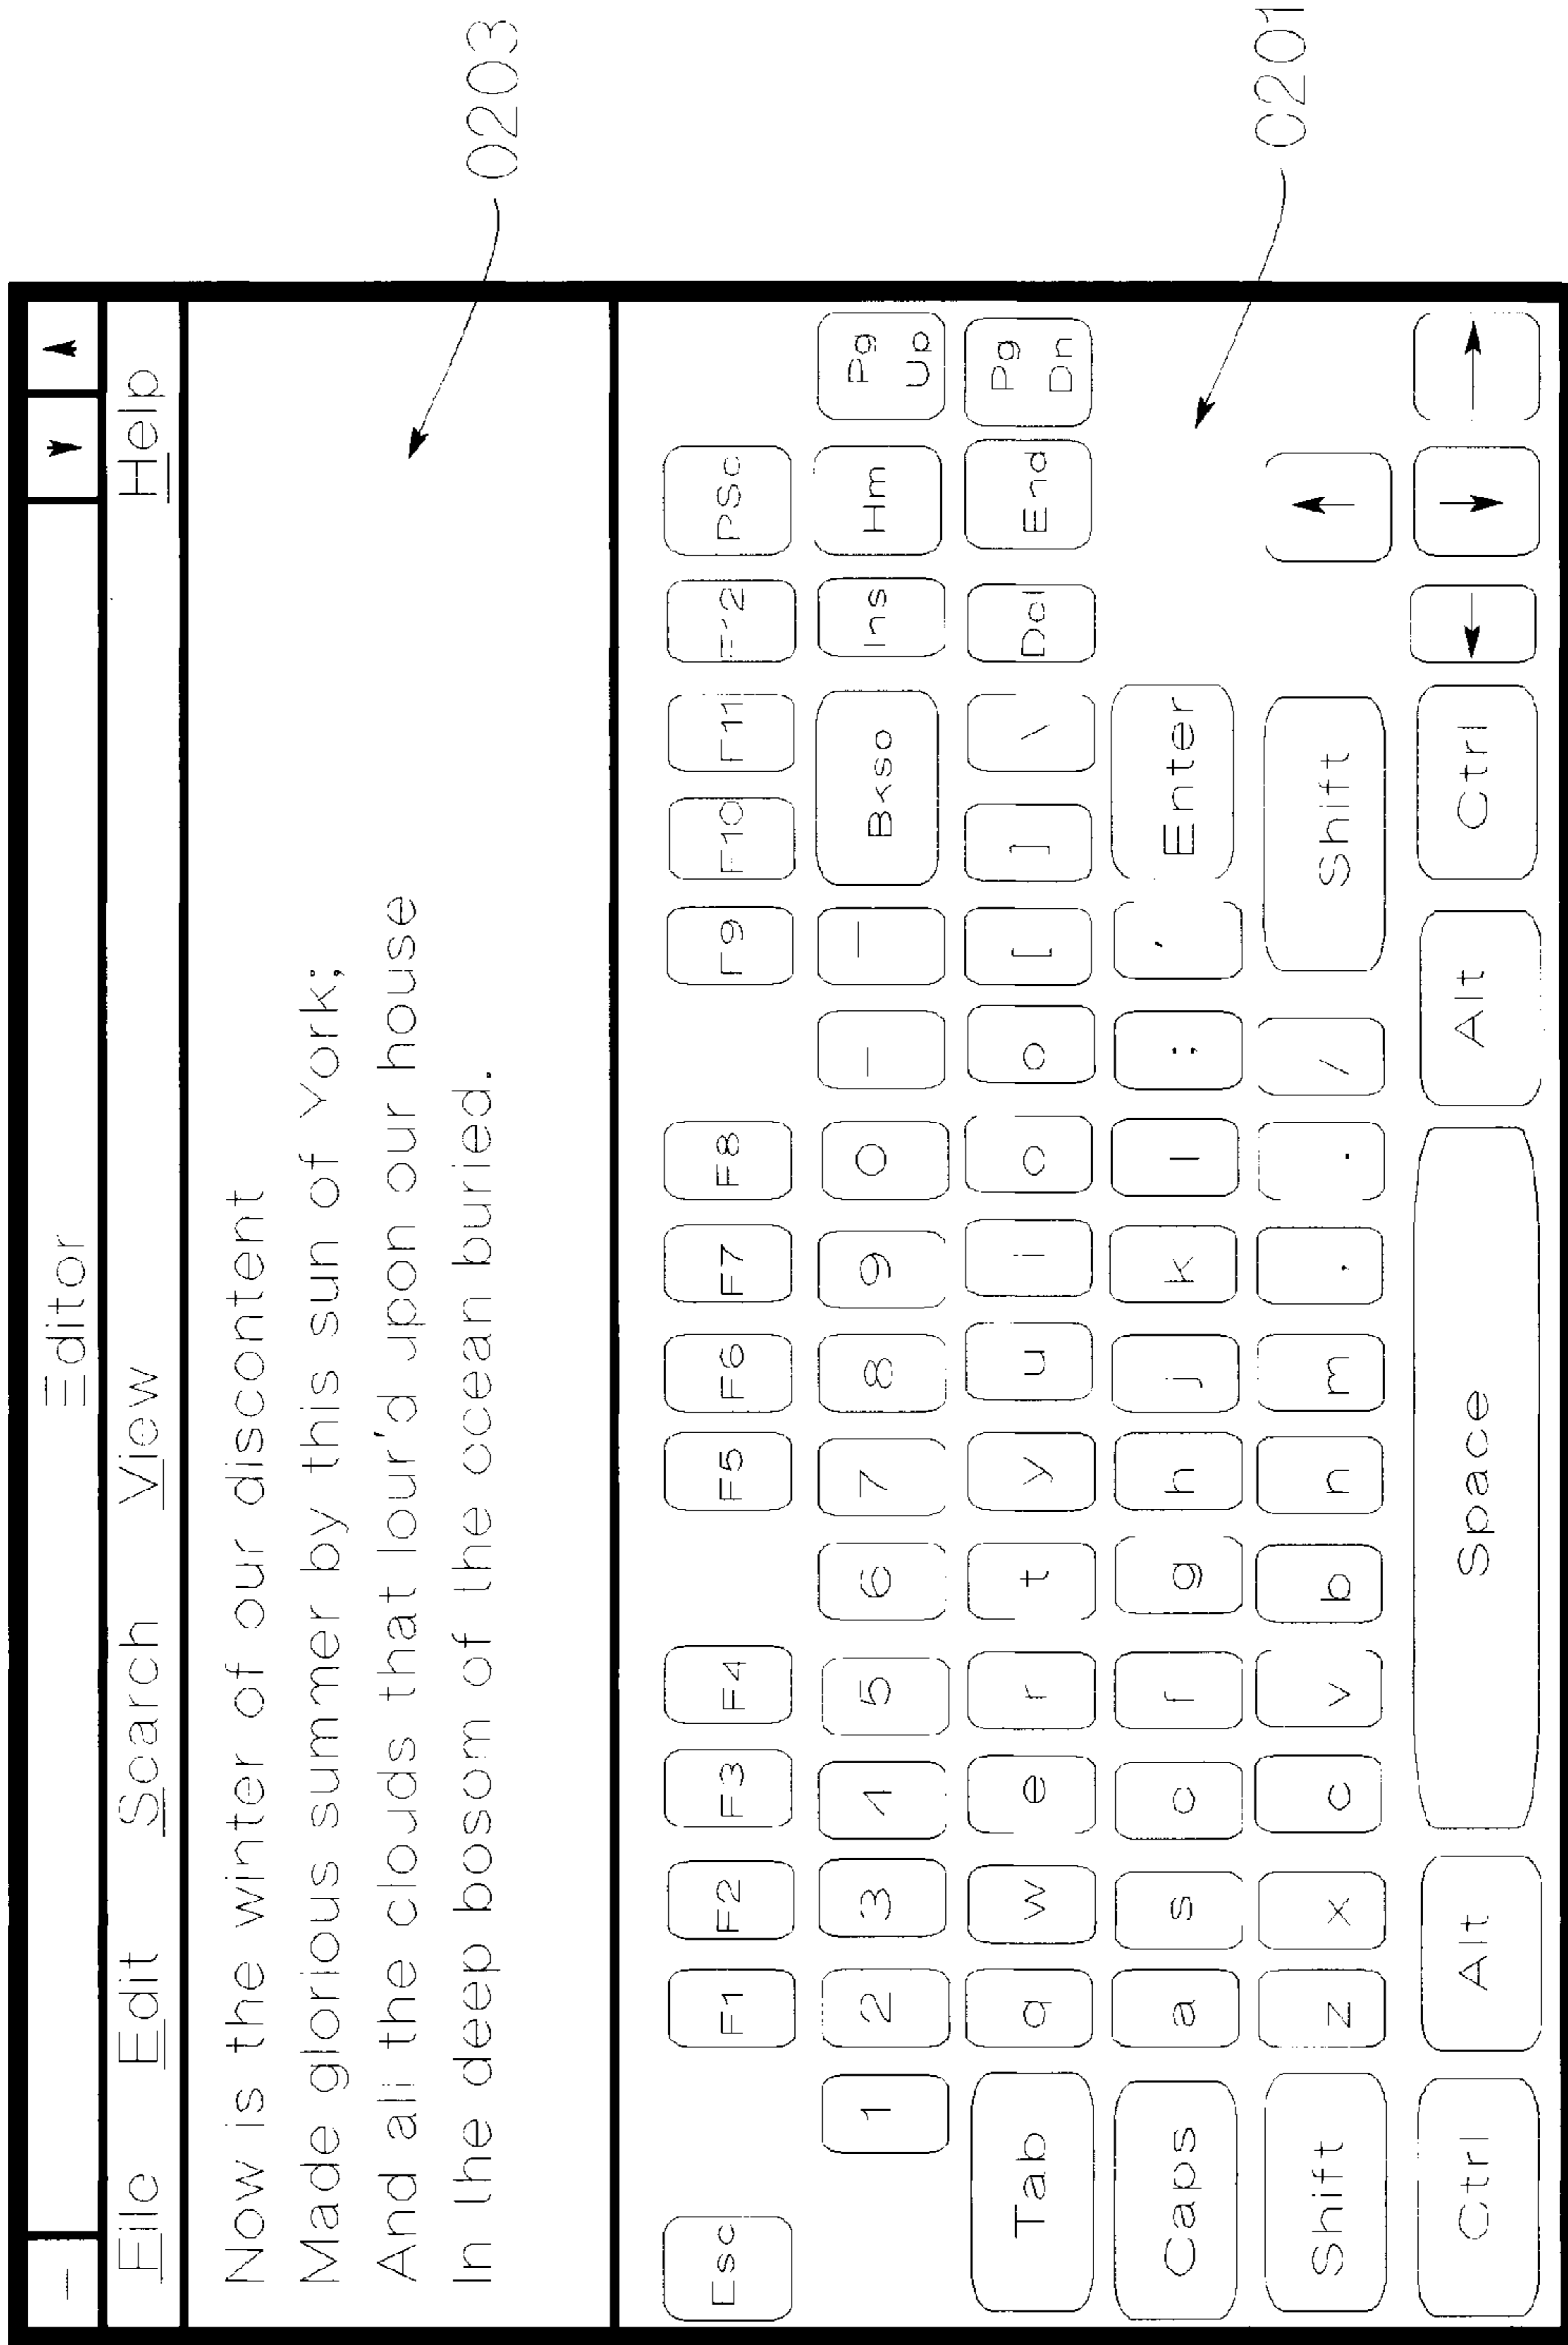 Editor
File Edit Search View Help
Now is the winter of our discontent
Made glorious summer by this sun of York;
And all the clouds that lour'd upon our house
In the deep bosom of the ocean buried.
0203
Esc F1 F2 F3 F4 F5 F6 F7 F8 F9 F10 F11 F12 PSc
1 2 3 4 5 6 7 8 9 0 - Bksp Ins Hm Pg Up
Tab q w e r t y u i o p [ ] \ Del End Pg Dn
Caps a s d f g h j k l ; ' Enter
0201
Shift z x c v b n m , . / Shift ↑
Ctrl Alt Space Alt Ctrl ← ↓ →